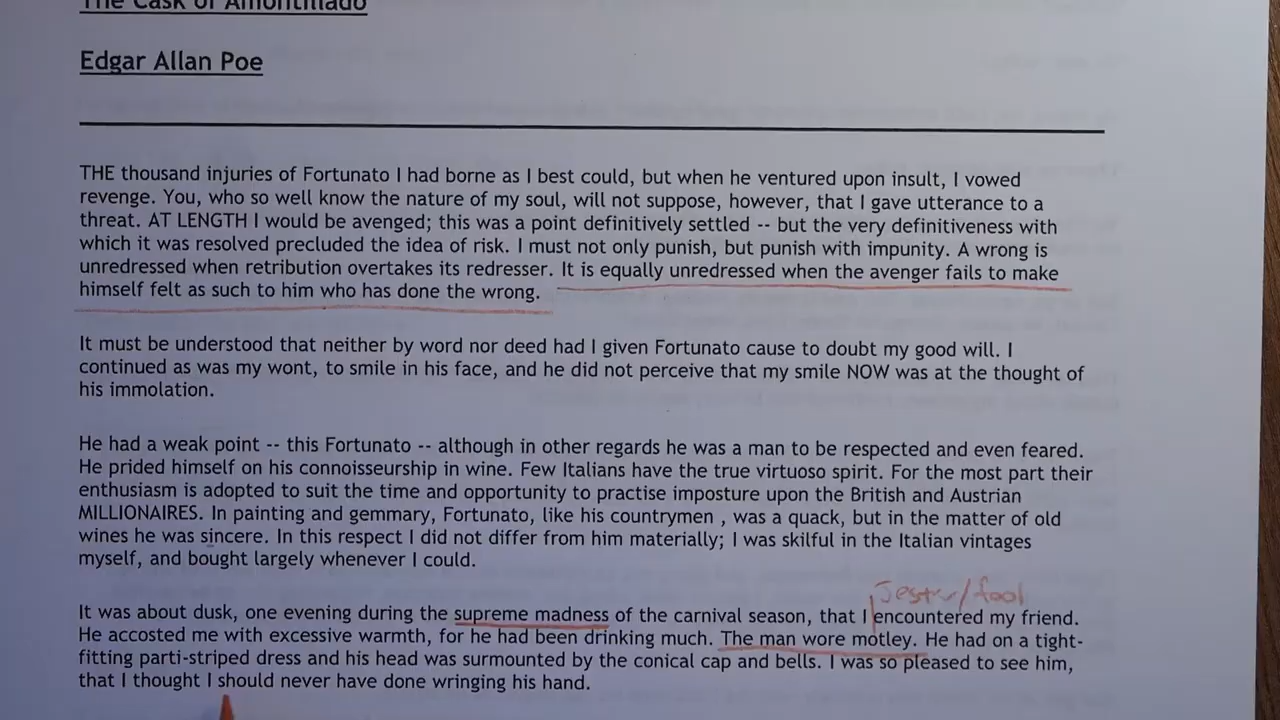 The Cask of Amontillado
Edgar Allan Poe
THE thousand injuries of Fortunato I had borne as I best could, but when he ventured upon insult, I vowed
revenge. You, who so well know the nature of my soul, will not suppose, however, that I gave utterance to a
threat. AT LENGTH I would be avenged; this was a point definitively settled -- but the very definitiveness with
which it was resolved precluded the idea of risk. I must not only punish, but punish with impunity. A wrong is
unredressed when retribution overtakes its redresser. It is equally unredressed when the avenger fails to make
himself felt as such to him who has done the wrong.
It must be understood that neither by word nor deed had I given Fortunato cause to doubt my good will. I
continued as was my wont, to smile in his face, and he did not perceive that my smile NOW was at the thought of
his immolation.
He had a weak point -- this Fortunato -- although in other regards he was a man to be respected and even feared.
He prided himself on his connoisseurship in wine. Few Italians have the true virtuoso spirit. For the most part their
enthusiasm is adopted to suit the time and opportunity to practise imposture upon the British and Austrian
MILLIONAIRES. In painting and gemmary, Fortunato, like his countrymen , was a quack, but in the matter of old
wines he was sincere. In this respect I did not differ from him materially; I was skilful in the Italian vintages
myself, and bought largely whenever I could.
Jester/fool
It was about dusk, one evening during the supreme madness of the carnival season, that I encountered my friend.
He accosted me with excessive warmth, for he had been drinking much. The man wore motley. He had on a tight-
fitting parti-striped dress and his head was surmounted by the conical cap and bells. I was so pleased to see him,
that I thought I should never have done wringing his hand.